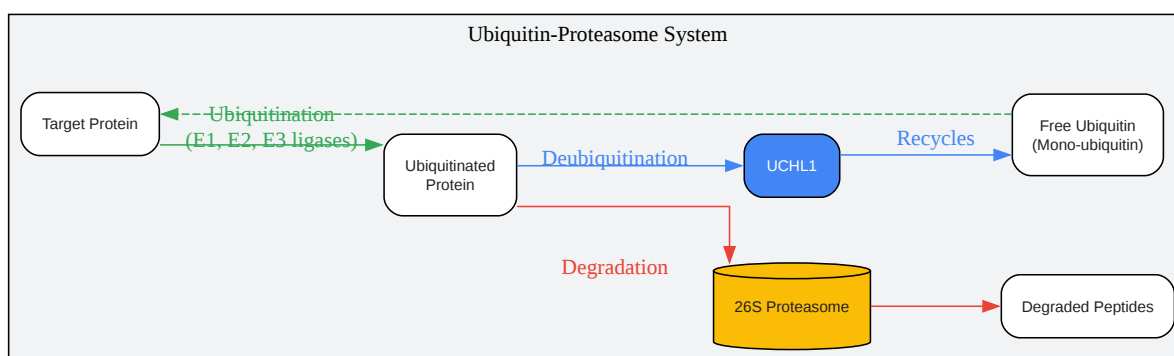 Ubiquitin-Proteasome System
Target Protein
Ubiquitination
(E1, E2, E3 ligases)
Ubiquitinated
Protein
Deubiquitination
UCHL1
Recycles
Free Ubiquitin
(Mono-ubiquitin)
Degradation
26S Proteasome
Degraded Peptides